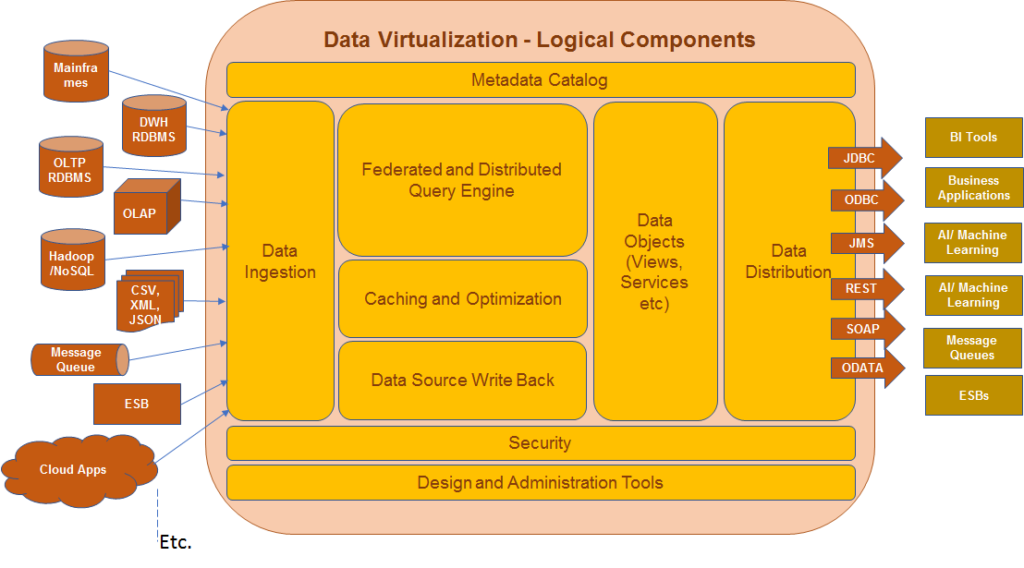 Data Virtualization - Logical Components
Metadata Catalog
Mainfra
mes
DWH
RDBMS
OLTP
RDBMS
OLAP
Hadoop
/NoSQL
CSV,
XML,
JSON
Message
Queue
ESB
Cloud Apps
Etc.
Data
Ingestion
Federated and Distributed
Query Engine
Caching and Optimization
Data Source Write Back
Data
Objects
(Views,
Services
etc)
Data
Distribution
JDBC
ODBC
JMS
REST
SOAP
ODATA
BI Tools
Business
Applications
AI/ Machine
Learning
AI/ Machine
Learning
Message
Queues
ESBs
Security
Design and Administration Tools